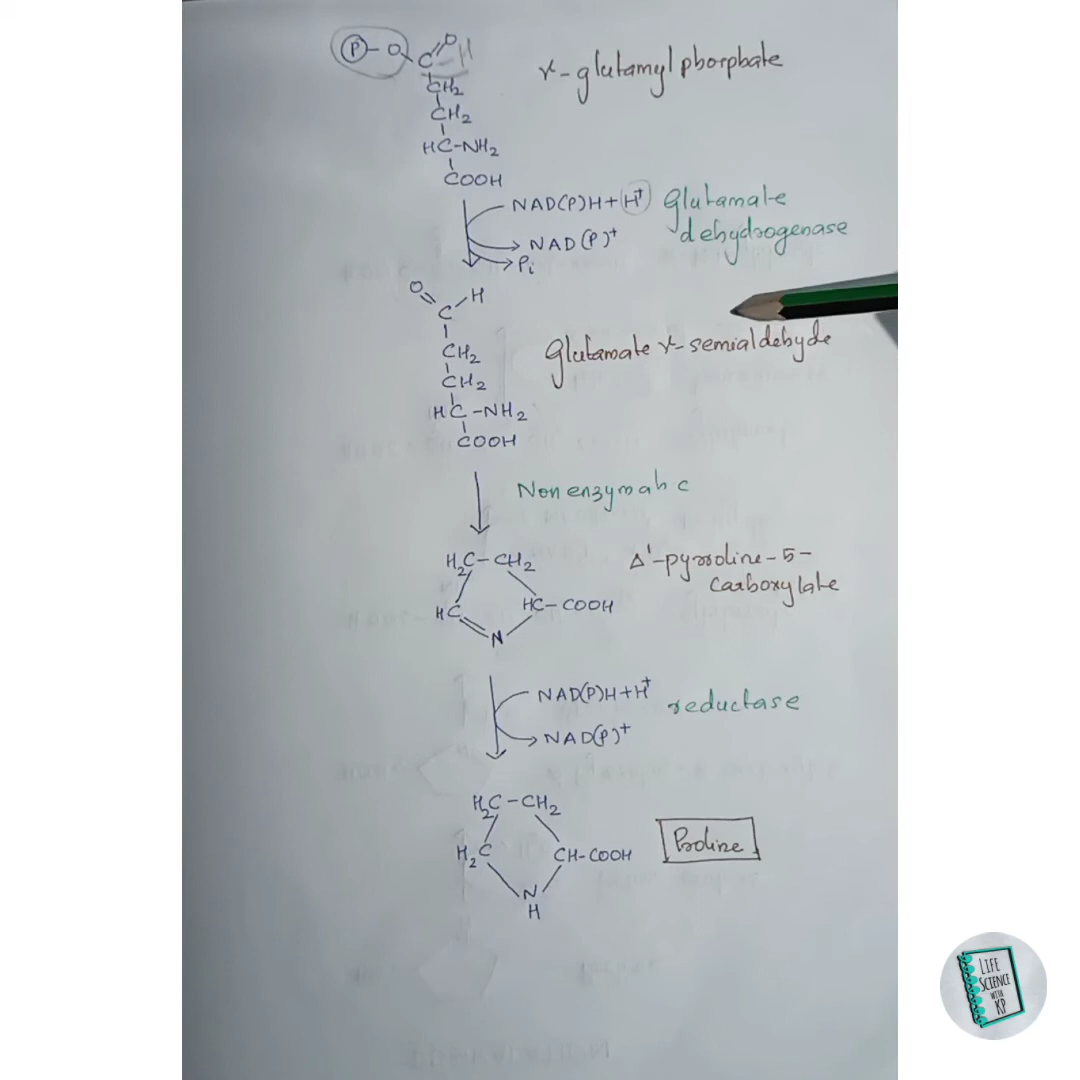 Ⓟ-O
O
C-H
γ-glutamyl phosphate
CH2
CH2
HC-NH2
COOH
NAD(P)H+H+
Glutamate
dehydrogenase
NAD(P)+
Pi
O
H
C
Glutamate γ-semialdehyde
CH2
CH2
HC-NH2
COOH
Non enzymatic
H2C-CH2
Δ'-pyrroline-5-
carboxylate
HC
HC-COOH
N
NAD(P)H+H+
reductase
NAD(P)+
H2C-CH2
H2C
CH-COOH
Proline
N
H
LIFE
SCIENCE
WITH
KP